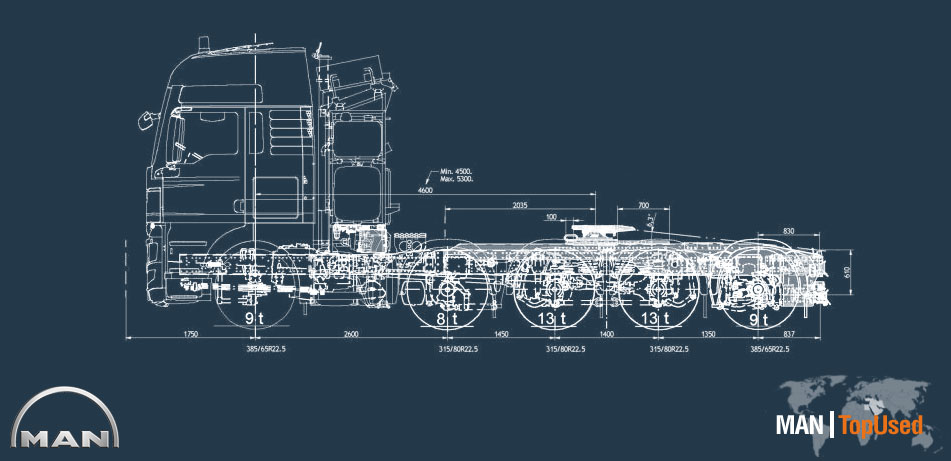 Min. 4500.
Max. 5300.
4600
2035
700
100
6,3°
830
610
9 t
8 t
13 t
13 t
9 t
1750
2600
1450
1400
1350
837
385/65R22.5
315/80R22.5
315/80R22.5
315/80R22.5
385/65R22.5
MAN
MAN | TopUsed